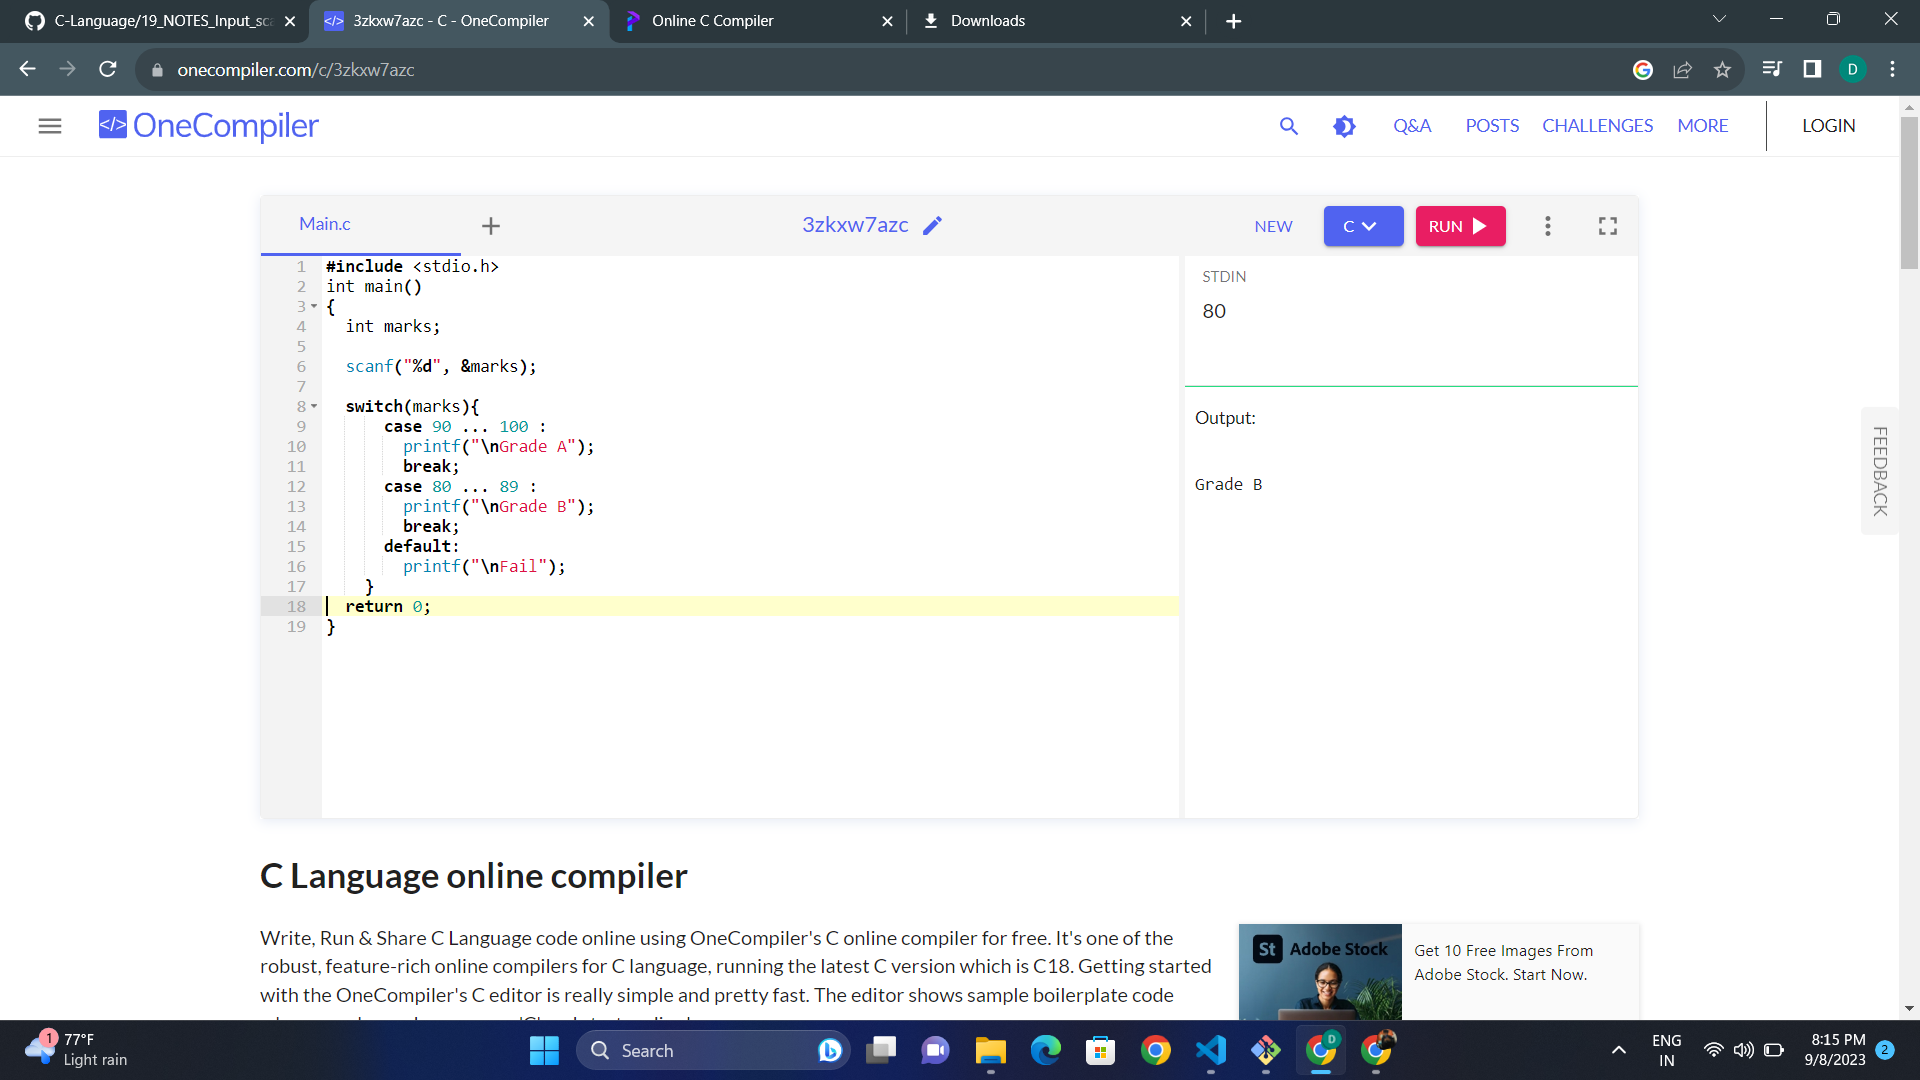 C-Language/19_NOTES_Input_sca
3zkxw7azc - C - OneCompiler
Online C Compiler
Downloads
onecompiler.com/c/3zkxw7azc
D
</> OneCompiler
Q&A
POSTS
CHALLENGES
MORE
LOGIN
Main.c
3zkxw7azc
NEW
C
RUN
1 #include <stdio.h>
2 int main()
3 {
4 int marks;
5
6 scanf("%d", &marks);
7
8 switch(marks){
9 case 90 ... 100 :
10 printf("\nGrade A");
11 break;
12 case 80 ... 89 :
13 printf("\nGrade B");
14 break;
15 default:
16 printf("\nFail");
17 }
18 return 0;
19 }
STDIN
80
Output:
Grade B
FEEDBACK
C Language online compiler
Write, Run & Share C Language code online using OneCompiler's C online compiler for free. It's one of the
robust, feature-rich online compilers for C language, running the latest C version which is C18. Getting started
with the OneCompiler's C editor is really simple and pretty fast. The editor shows sample boilerplate code
St Adobe Stock
Get 10 Free Images From
Adobe Stock. Start Now.
1
77°F
Light rain
Search
D
ENG
IN
8:15 PM
9/8/2023
2